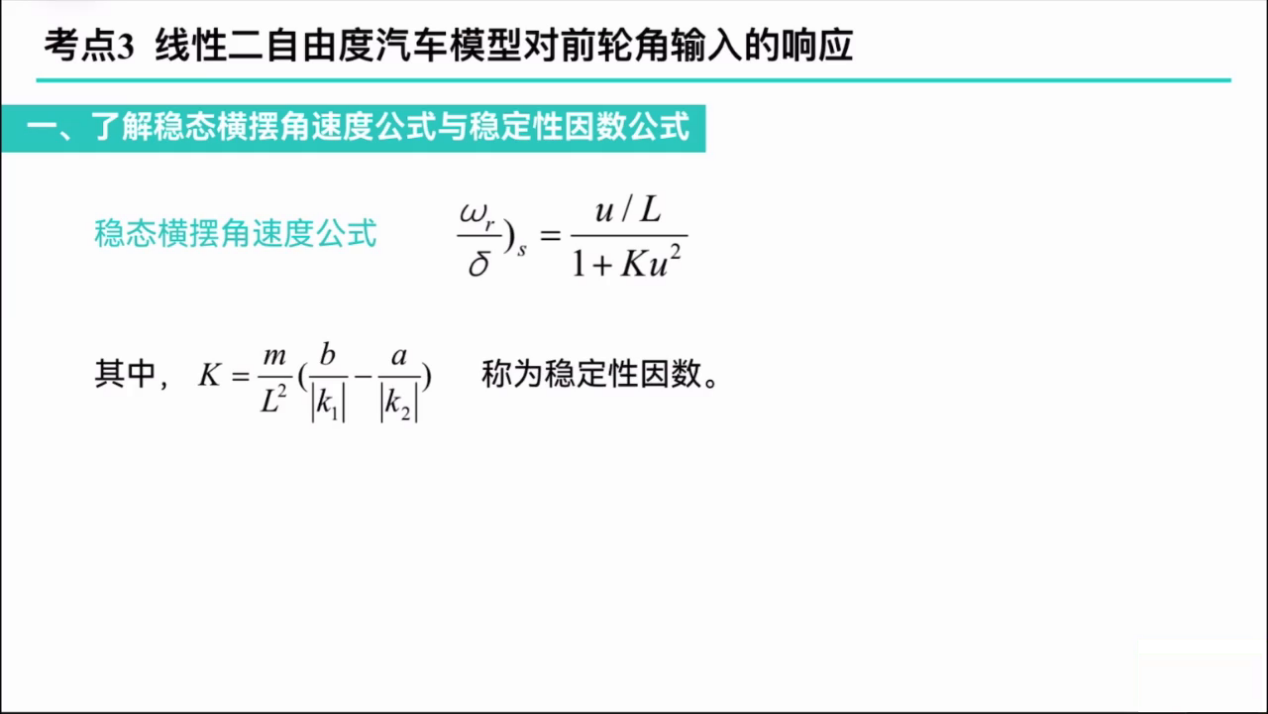 考点3 线性二自由度汽车模型对前轮角输入的响应
一、了解稳态横摆角速度公式与稳定性因数公式
稳态横摆角速度公式 ω_r/δ)_s = (u / L)/(1 + Ku²)
其中， K = m/L² (b/|k₁| − a/|k₂|) 称为稳定性因数。